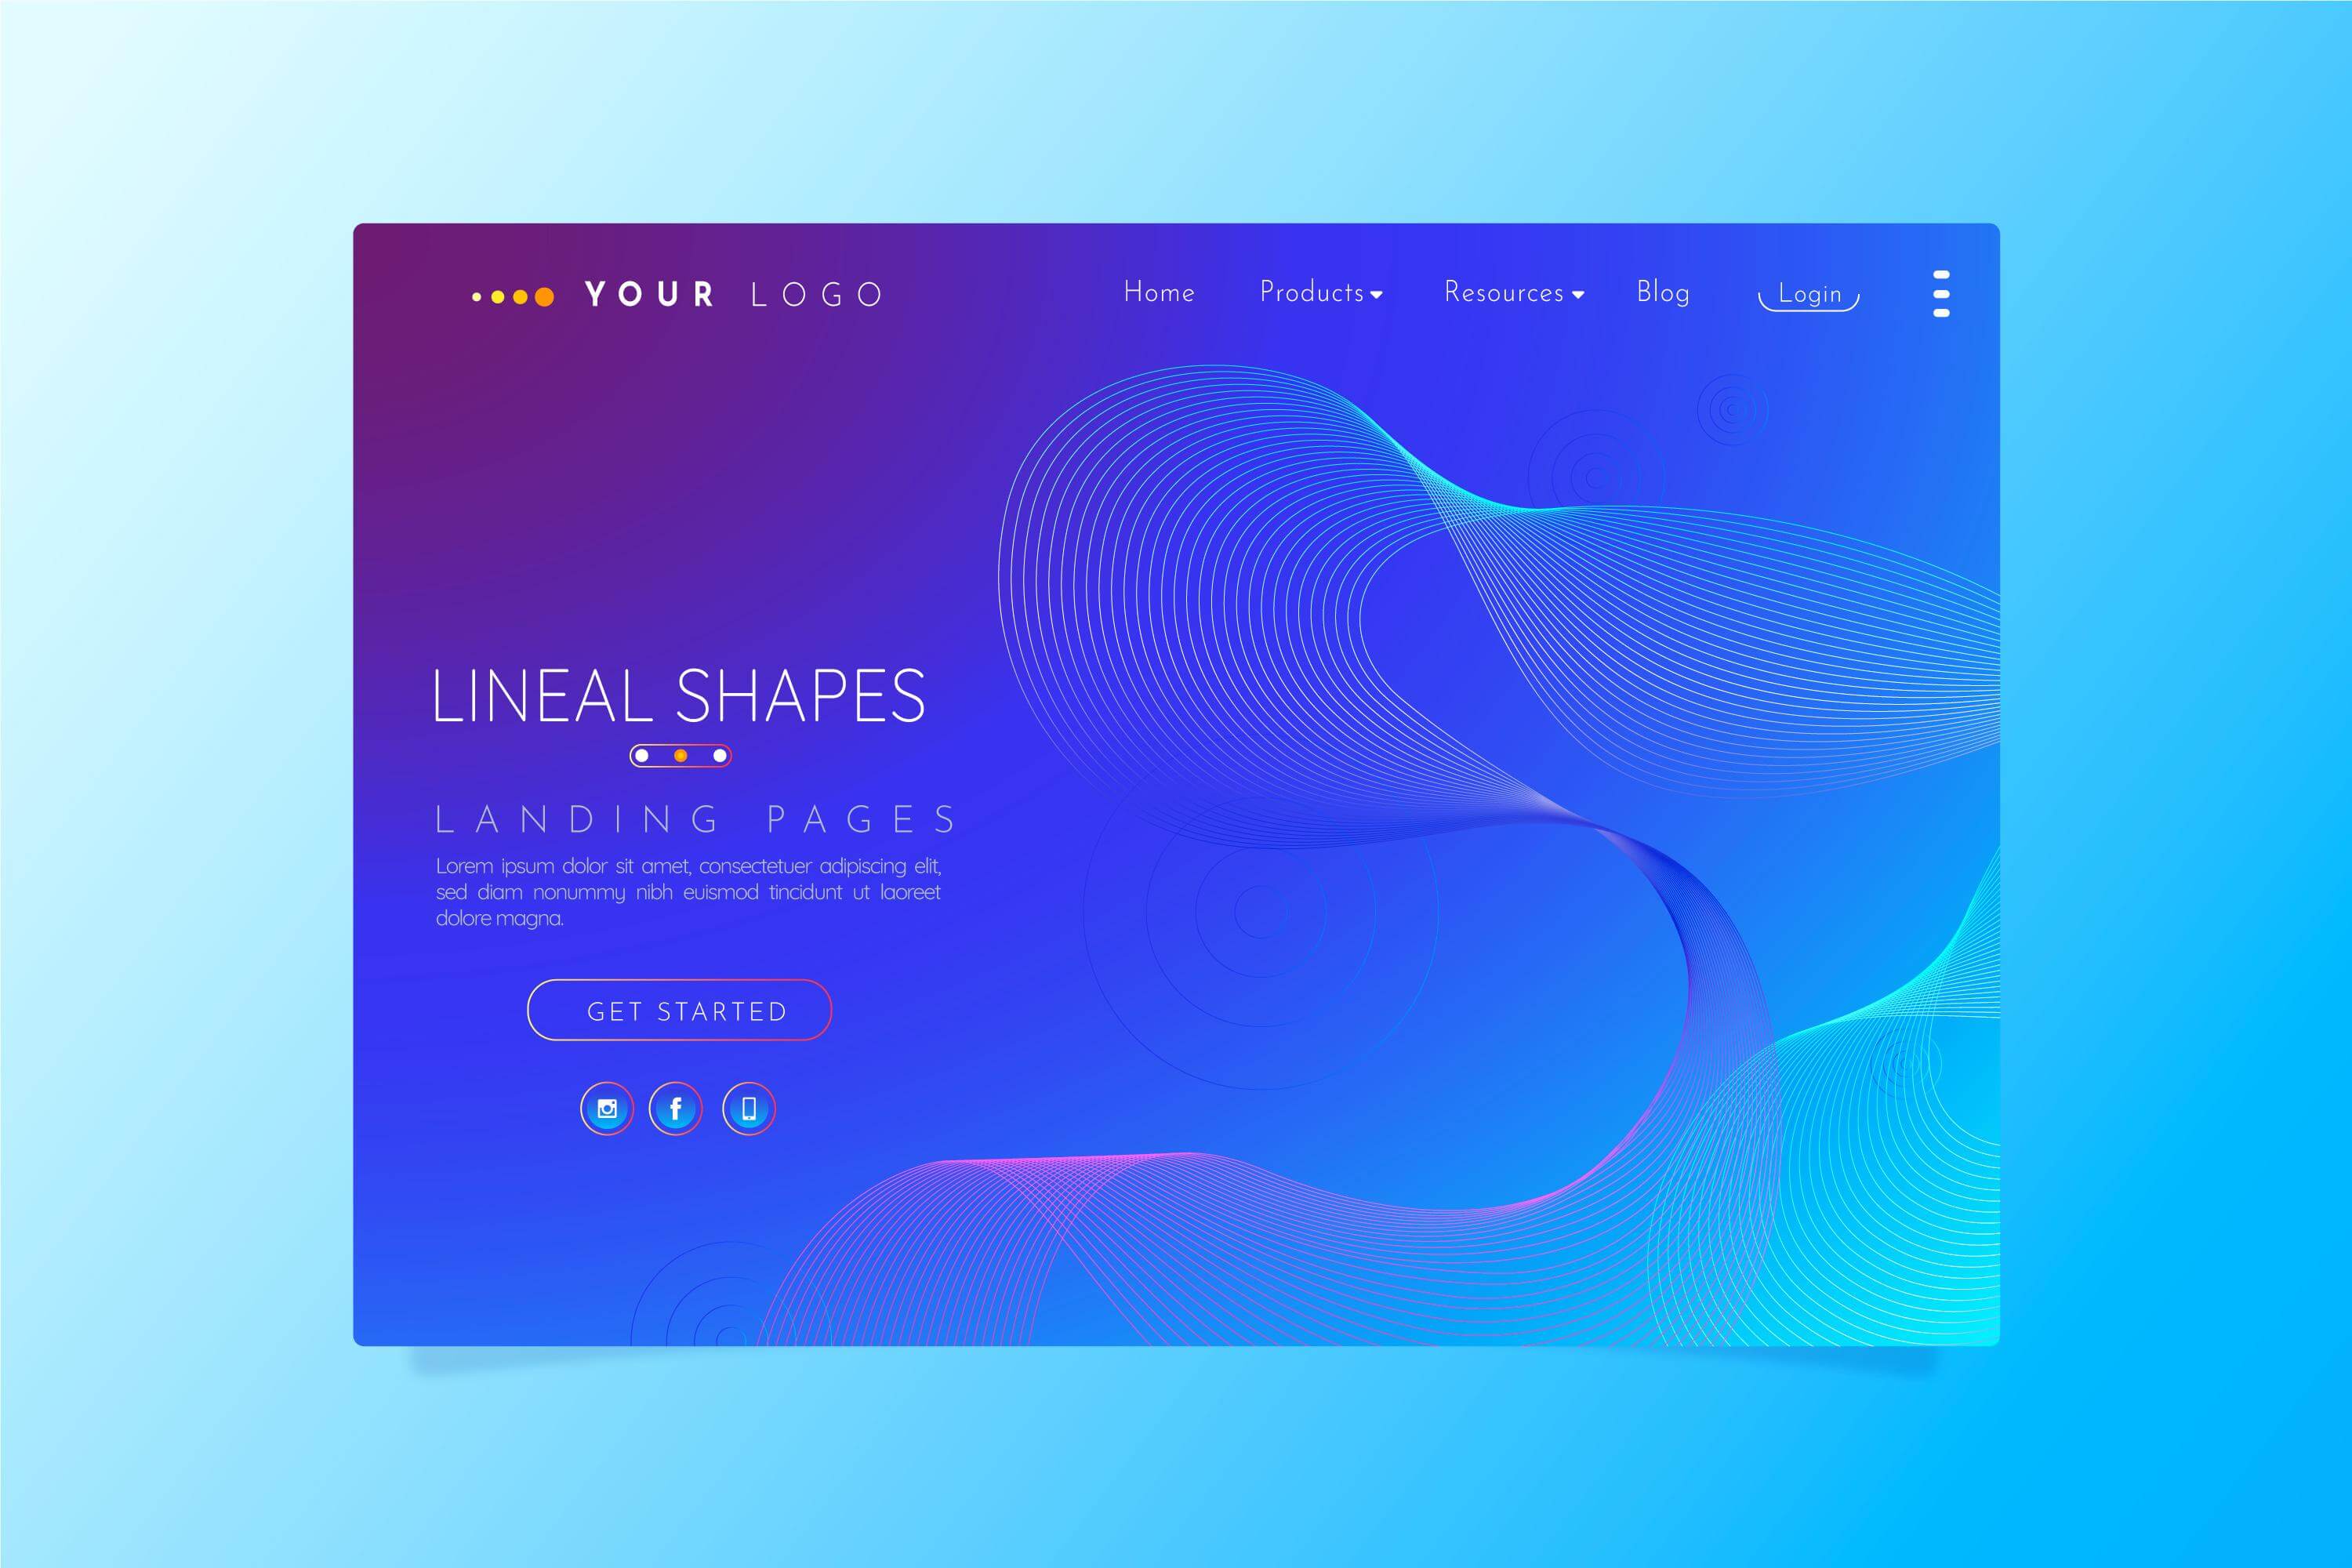 YOUR LOGO
Home Products Resources Blog Login
LINEAL SHAPES
LANDING PAGES
Lorem ipsum dolor sit amet, consectetuer adipiscing elit,
sed diam nonummy nibh euismod tincidunt ut laoreet
dolore magna.
GET STARTED